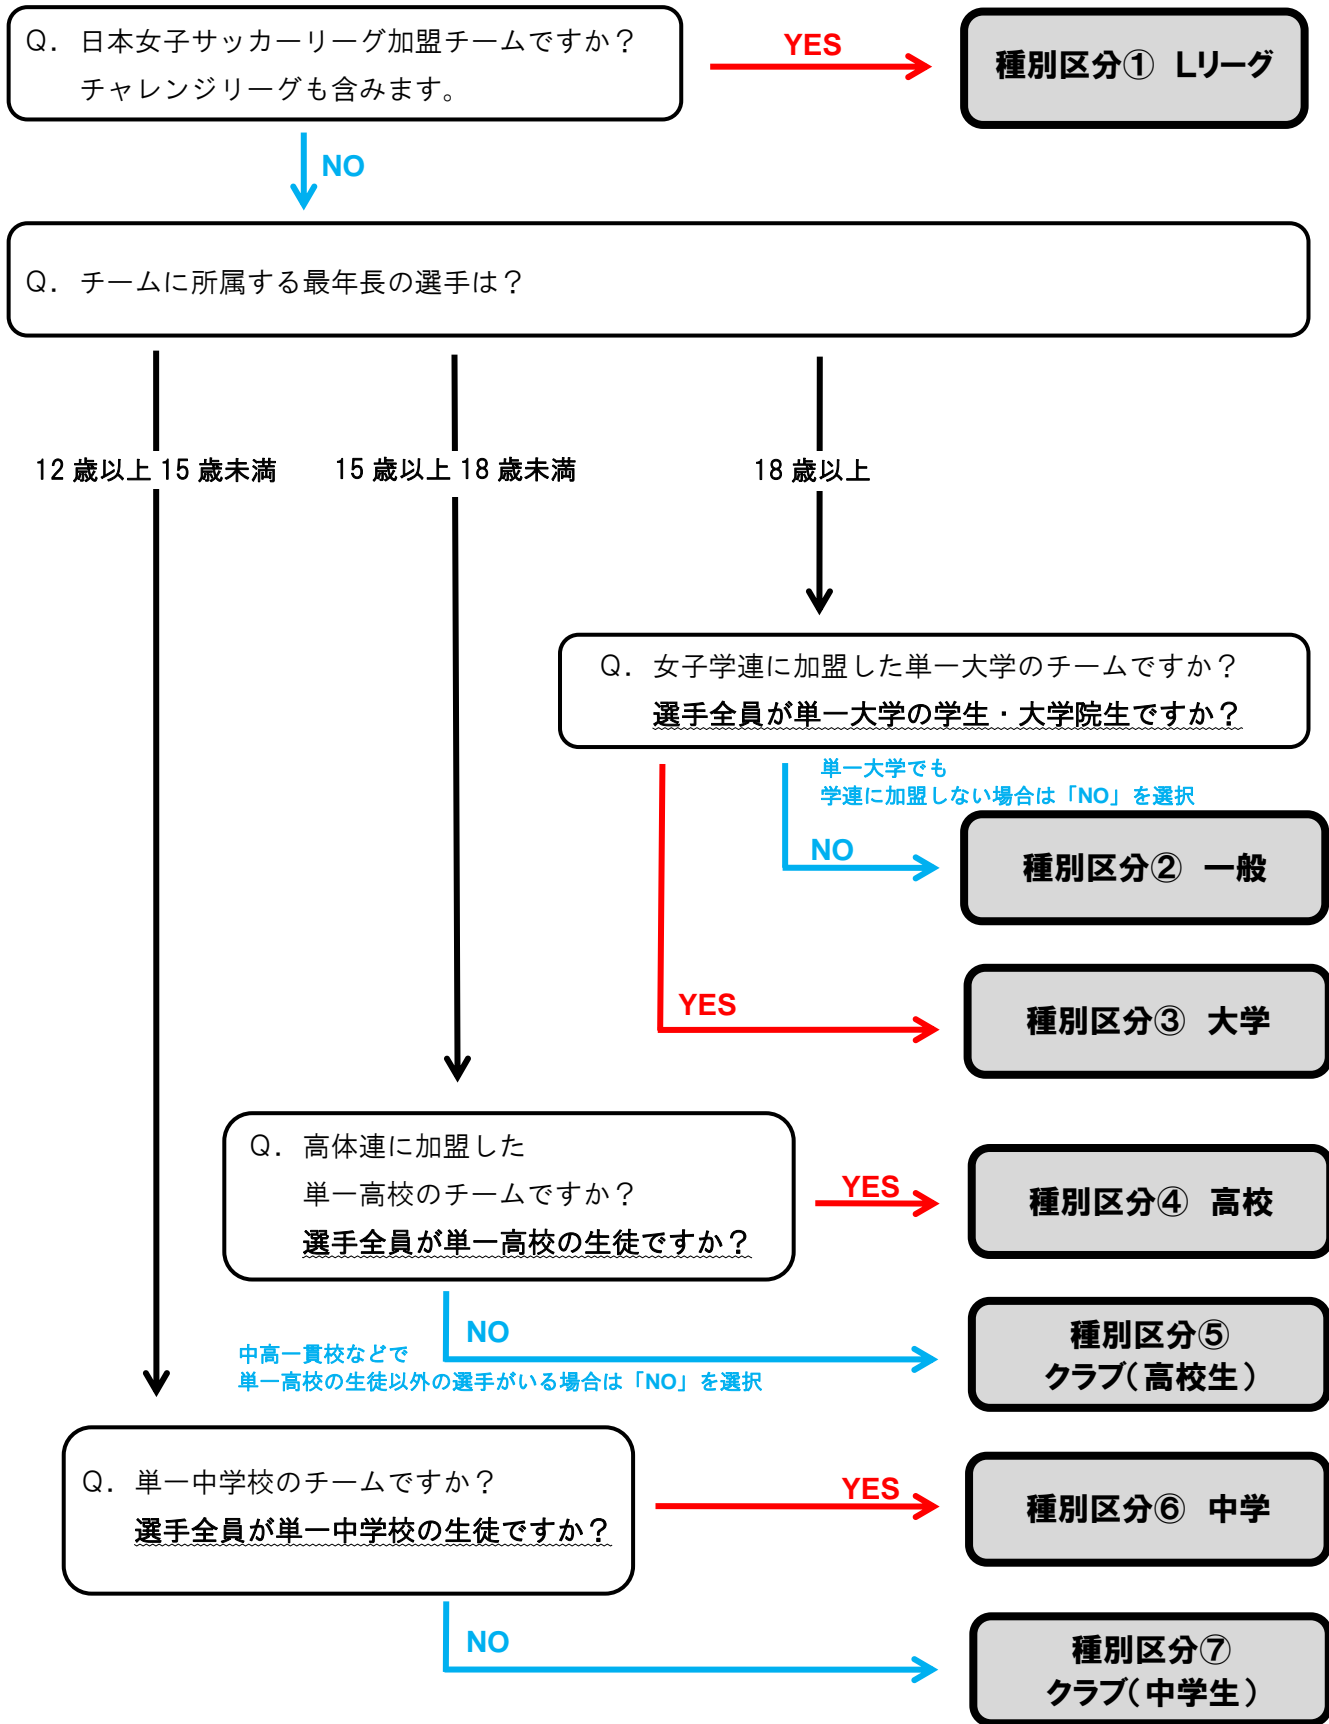 Q. 日本女子サッカーリーグ加盟チームですか？
チャレンジリーグも含みます。
YES
種別区分① Lリーグ
NO
Q. チームに所属する最年長の選手は？
12歳以上15歳未満
15歳以上18歳未満
18歳以上
Q. 女子学連に加盟した単一大学のチームですか？
選手全員が単一大学の学生・大学院生ですか？
単一大学でも
学連に加盟しない場合は「NO」を選択
NO
種別区分② 一般
YES
種別区分③ 大学
Q. 高体連に加盟した
単一高校のチームですか？
選手全員が単一高校の生徒ですか？
YES
種別区分④ 高校
NO
中高一貫校などで
単一高校の生徒以外の選手がいる場合は「NO」を選択
種別区分⑤
クラブ（高校生）
Q. 単一中学校のチームですか？
選手全員が単一中学校の生徒ですか？
YES
種別区分⑥ 中学
NO
種別区分⑦
クラブ（中学生）